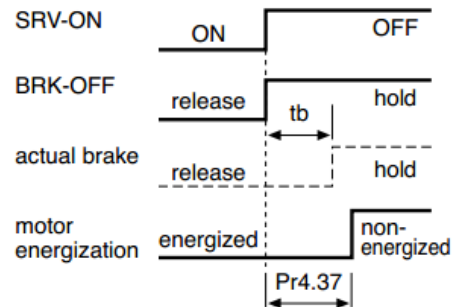 SRV-ON
ON
OFF
BRK-OFF
release
hold
tb
actual brake
release
hold
motor
energization
energized
non-
energized
Pr4.37